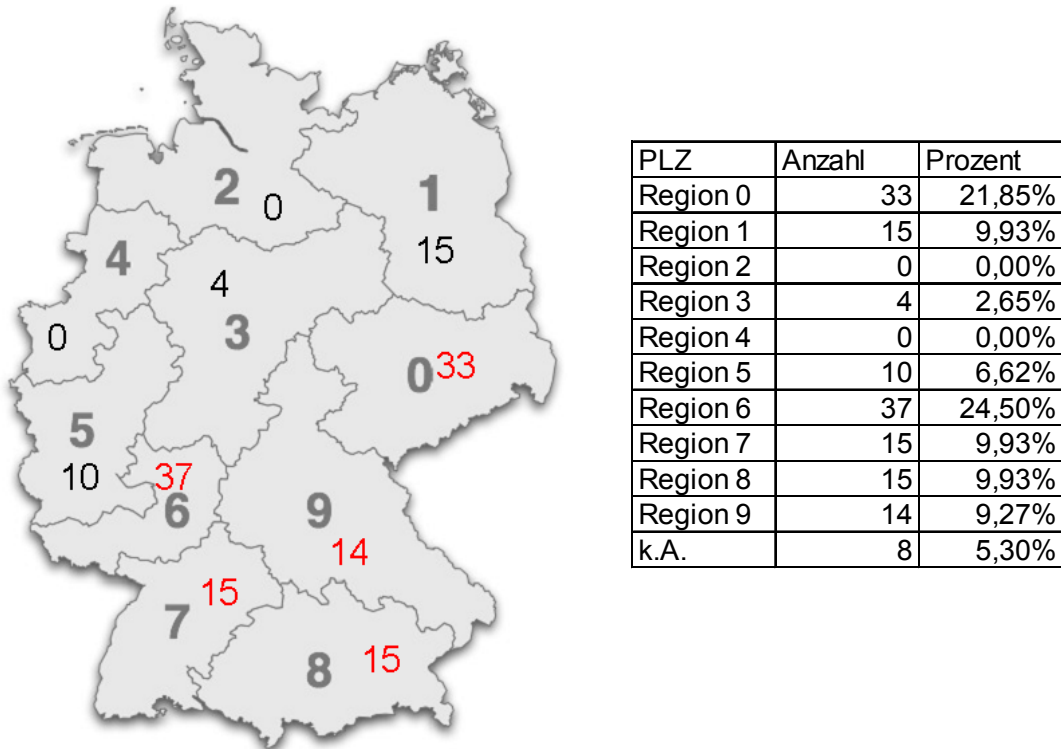 2
0
1
15
4
4
3
0
0
33
5
10
37
6
9
14
15
7
8
15
PLZ Anzahl Prozent
Region 0 33 21,85%
Region 1 15 9,93%
Region 2 0 0,00%
Region 3 4 2,65%
Region 4 0 0,00%
Region 5 10 6,62%
Region 6 37 24,50%
Region 7 15 9,93%
Region 8 15 9,93%
Region 9 14 9,27%
k.A. 8 5,30%